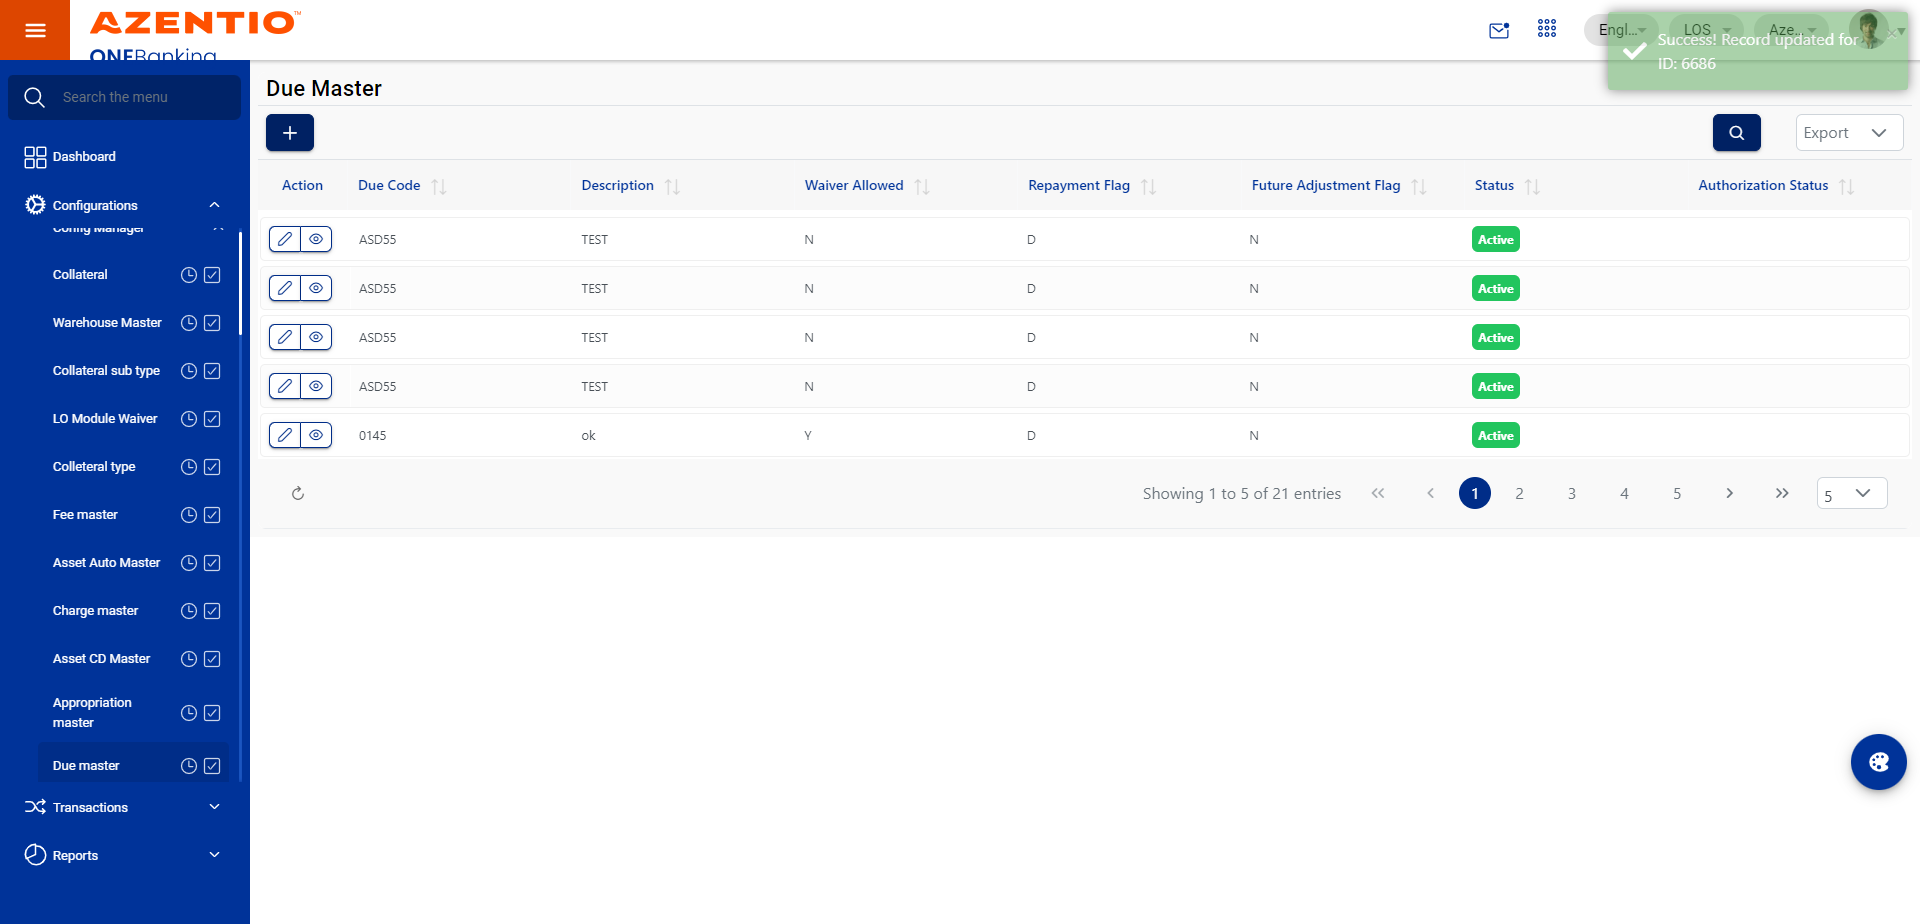 AZENTIO™
ONEBanking
Engl...
LOS
Aze...
Success! Record updated for
ID: 6686
Search the menu
Dashboard
Configurations
Config Manager
Collateral
Warehouse Master
Collateral sub type
LO Module Waiver
Colleteral type
Fee master
Asset Auto Master
Charge master
Asset CD Master
Appropriation
master
Due master
Transactions
Reports
Due Master
Export
Action Due Code Description Waiver Allowed Repayment Flag Future Adjustment Flag Status Authorization Status
ASD55 TEST N D N Active
ASD55 TEST N D N Active
ASD55 TEST N D N Active
ASD55 TEST N D N Active
0145 ok Y D N Active
Showing 1 to 5 of 21 entries 1 2 3 4 5 5